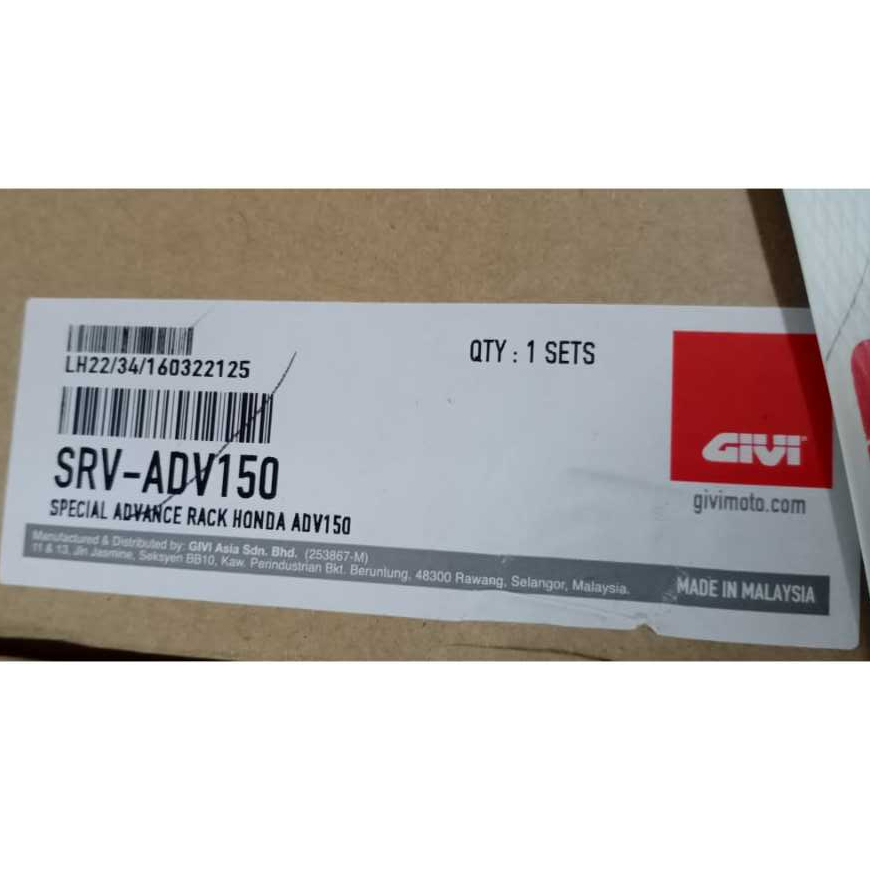 LH22/34/160322125
QTY : 1 SETS
SRV-ADV150
SPECIAL ADVANCE RACK HONDA ADV150
GIVI
givimoto.com
Manufactured & Distributed by: GIVI Asia Sdn. Bhd. (253867-M)
11 & 13, Jln Jasmine, Seksyen BB10, Kaw. Perindustrian Bkt. Beruntung, 48300 Rawang, Selangor, Malaysia.
MADE IN MALAYSIA